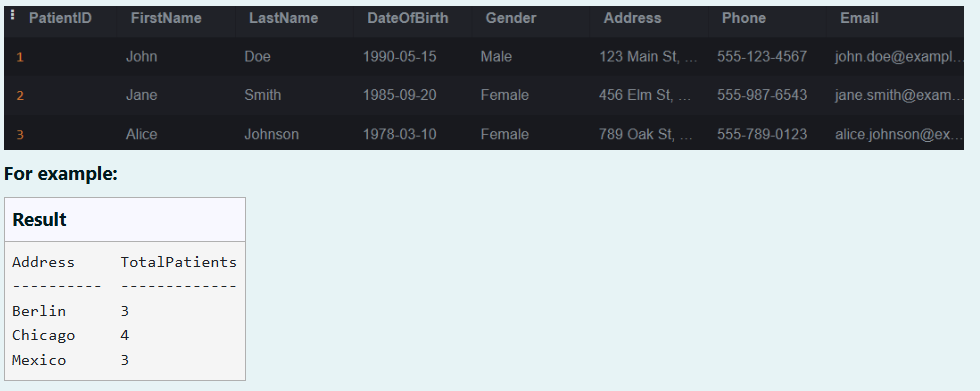 PatientID FirstName LastName DateOfBirth Gender Address Phone Email
1 John Doe 1990-05-15 Male 123 Main St, ... 555-123-4567 john.doe@exampl...
2 Jane Smith 1985-09-20 Female 456 Elm St, ... 555-987-6543 jane.smith@exam...
3 Alice Johnson 1978-03-10 Female 789 Oak St, ... 555-789-0123 alice.johnson@ex...
For example:
Result
Address TotalPatients
---------- -------------
Berlin 3
Chicago 4
Mexico 3